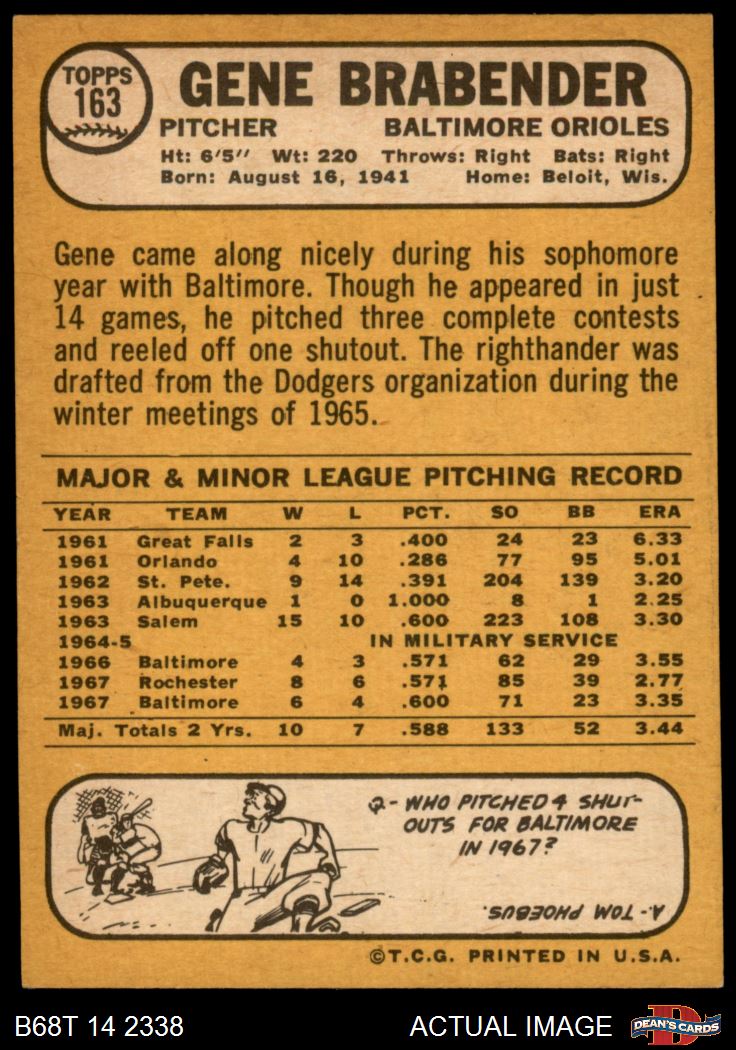 TOPPS
163
GENE BRABENDER
PITCHER BALTIMORE ORIOLES
Ht: 6'5" Wt: 220 Throws: Right Bats: Right
Born: August 16, 1941 Home: Beloit, Wis.
Gene came along nicely during his sophomore
year with Baltimore. Though he appeared in just
14 games, he pitched three complete contests
and reeled off one shutout. The righthander was
drafted from the Dodgers organization during the
winter meetings of 1965.
MAJOR & MINOR LEAGUE PITCHING RECORD
YEAR TEAM W L PCT. SO BB ERA
1961 Great Falls 2 3 .400 24 23 6.33
1961 Orlando 4 10 .286 77 95 5.01
1962 St. Pete. 9 14 .391 204 139 3.20
1963 Albuquerque 1 0 1.000 8 1 2.25
1963 Salem 15 10 .600 223 108 3.30
1964-5 IN MILITARY SERVICE
1966 Baltimore 4 3 .571 62 29 3.55
1967 Rochester 8 6 .571 85 39 2.77
1967 Baltimore 6 4 .600 71 23 3.35
Maj. Totals 2 Yrs. 10 7 .588 133 52 3.44
Q- WHO PITCHED 4 SHUT-
OUTS FOR BALTIMORE
IN 1967?
A- TOM PHOEBUS.
©T.C.G. PRINTED IN U.S.A.
B68T 14 2338 ACTUAL IMAGE DEAN'S CARDS